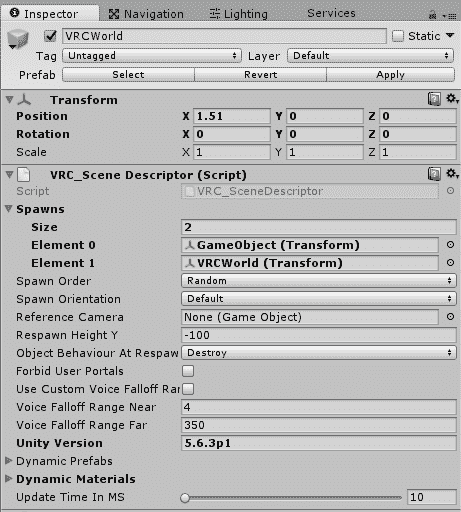 Inspector Navigation Lighting Services
VRCWorld Static
Tag Untagged Layer Default
Prefab Select Revert Apply
Transform
Position X 1.51 Y 0 Z 0
Rotation X 0 Y 0 Z 0
Scale X 1 Y 1 Z 1
VRC_Scene Descriptor (Script)
Script VRC_SceneDescriptor
Spawns
Size 2
Element 0 GameObject (Transform)
Element 1 VRCWorld (Transform)
Spawn Order Random
Spawn Orientation Default
Reference Camera None (Game Object)
Respawn Height Y -100
Object Behaviour At Respaw Destroy
Forbid User Portals
Use Custom Voice Falloff Rar
Voice Falloff Range Near 4
Voice Falloff Range Far 350
Unity Version 5.6.3p1
Dynamic Prefabs
Dynamic Materials
Update Time In MS 10